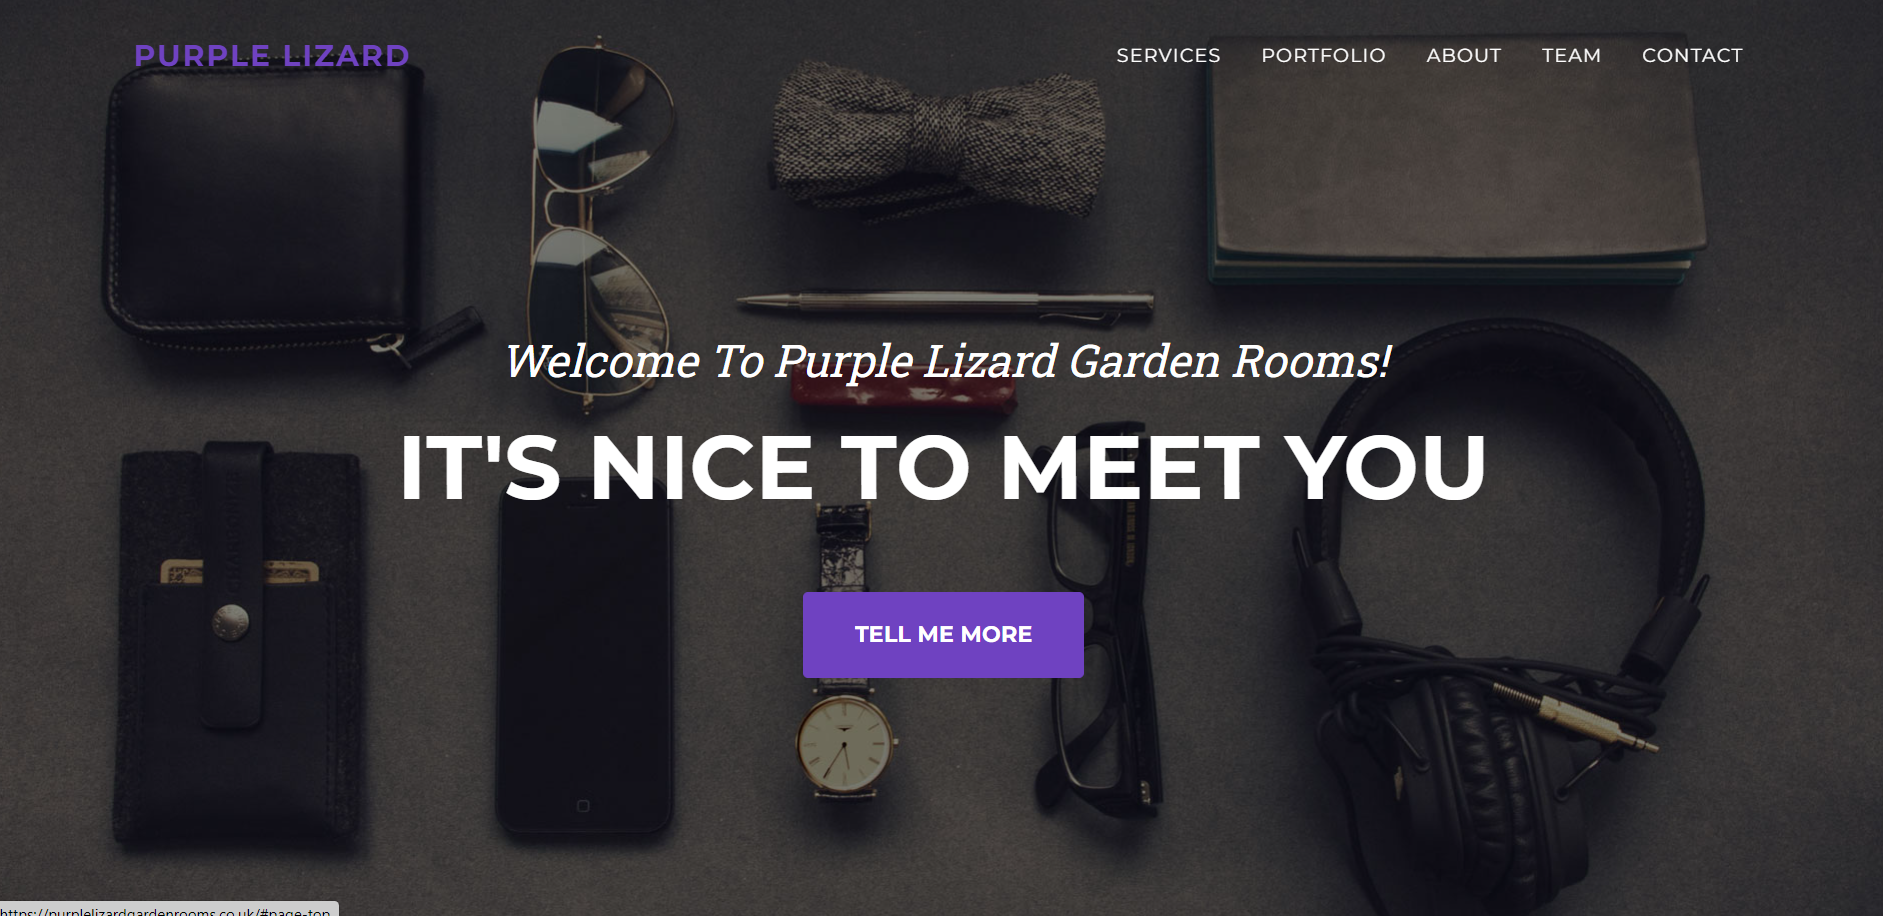 PURPLE LIZARD
SERVICES PORTFOLIO ABOUT TEAM CONTACT
Welcome To Purple Lizard Garden Rooms!
IT'S NICE TO MEET YOU
TELL ME MORE
https://purplelizardgardenrooms.co.uk/#page-top